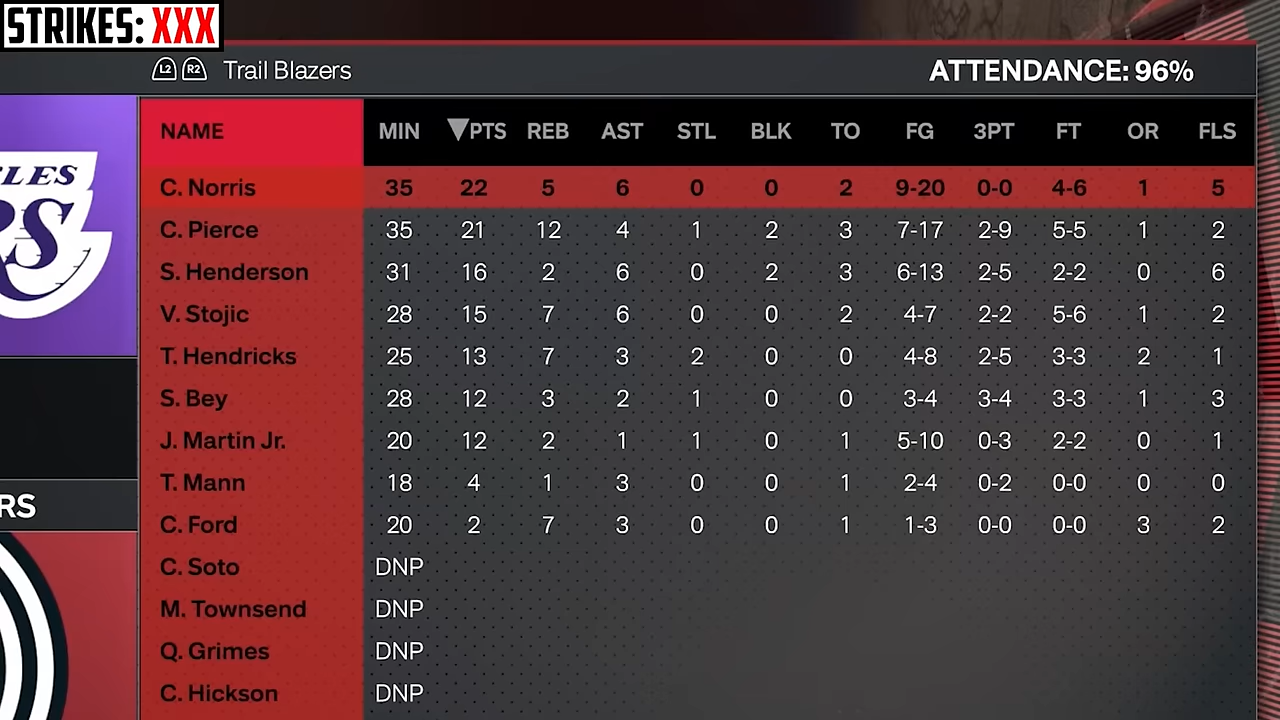 STRIKES: XXX
L2 R2 Trail Blazers ATTENDANCE: 96%
NAME MIN ▼PTS REB AST STL BLK TO FG 3PT FT OR FLS
C. Norris 35 22 5 6 0 0 2 9-20 0-0 4-6 1 5
C. Pierce 35 21 12 4 1 2 3 7-17 2-9 5-5 1 2
S. Henderson 31 16 2 6 0 2 3 6-13 2-5 2-2 0 6
V. Stojic 28 15 7 6 0 0 2 4-7 2-2 5-6 1 2
T. Hendricks 25 13 7 3 2 0 0 4-8 2-5 3-3 2 1
S. Bey 28 12 3 2 1 0 0 3-4 3-4 3-3 1 3
J. Martin Jr. 20 12 2 1 1 0 1 5-10 0-3 2-2 0 1
T. Mann 18 4 1 3 0 0 1 2-4 0-2 0-0 0 0
C. Ford 20 2 7 3 0 0 1 1-3 0-0 0-0 3 2
C. Soto DNP
M. Townsend DNP
Q. Grimes DNP
C. Hickson DNP
LES
RS
RS